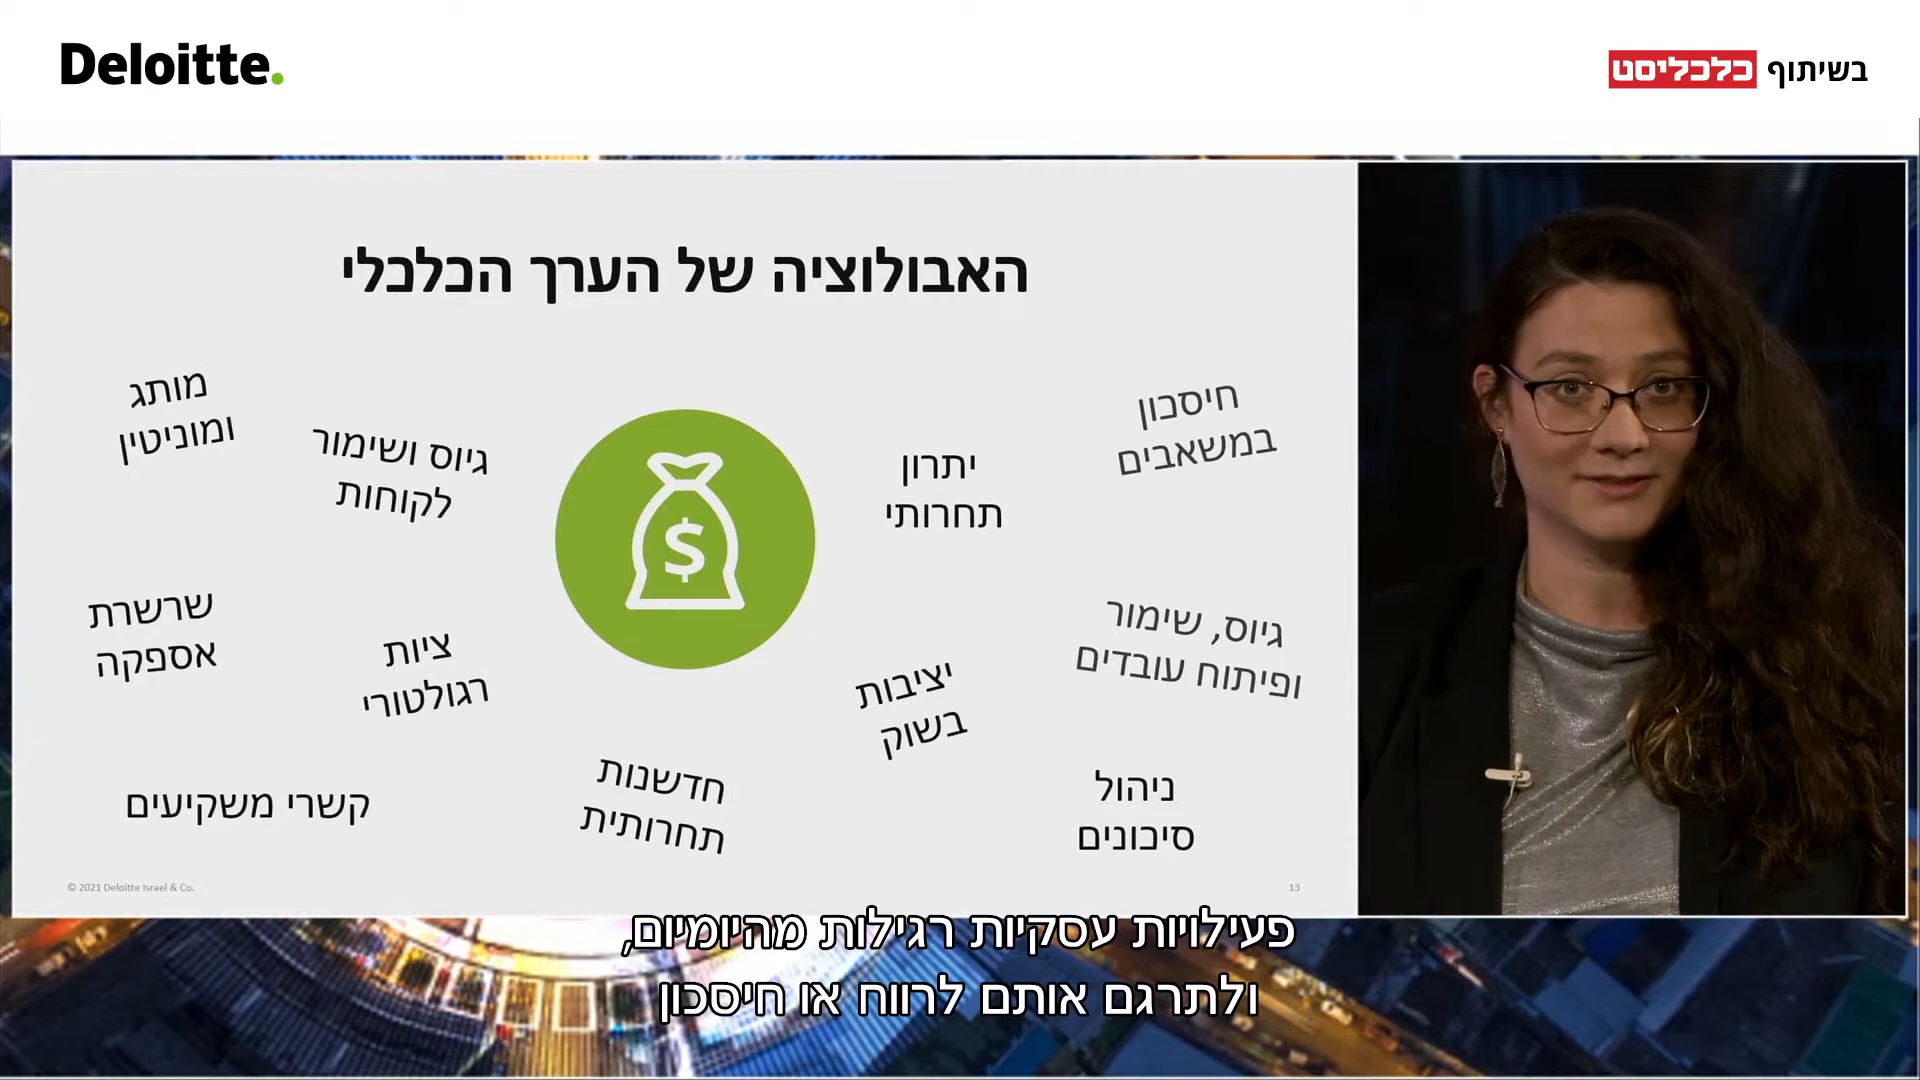 Deloitte.
בשיתוף כלכליסט
האבולוציה של הערך הכלכלי
חיסכון
במשאבים
יתרון
תחרותי
גיוס ושימור
לקוחות
מותג
ומוניטין
גיוס, שימור
ופיתוח עובדים
יציבות
בשוק
ציות
רגולטורי
שרשרת
אספקה
ניהול
סיכונים
חדשנות
תחרותית
קשרי משקיעים
© 2021 Deloitte Israel & Co.
13
פעילויות עסקיות רגילות מהיומיום,
ולתרגם אותם לרווח או חיסכון